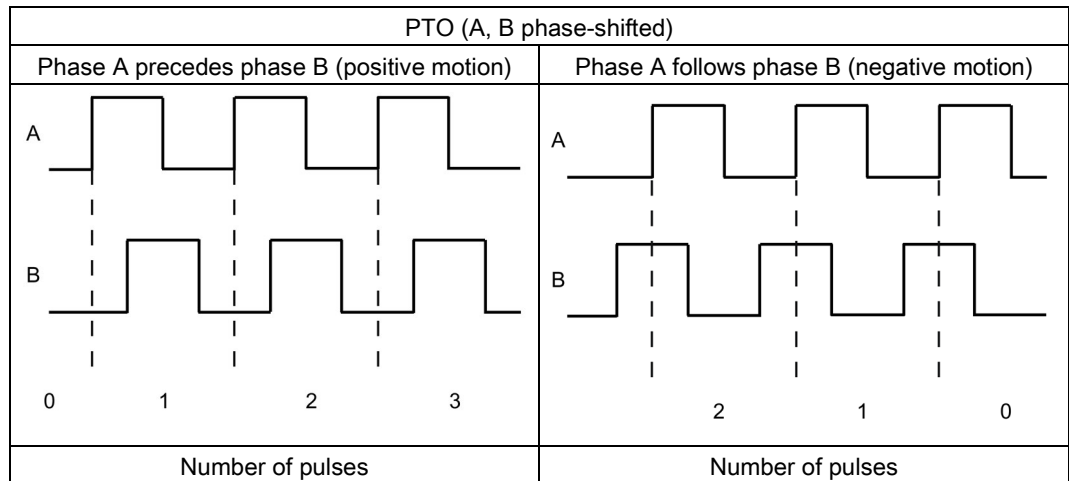 PTO (A, B phase-shifted)
Phase A precedes phase B (positive motion)
Phase A follows phase B (negative motion)
A
B
0 1 2 3
A
B
2 1 0
Number of pulses
Number of pulses